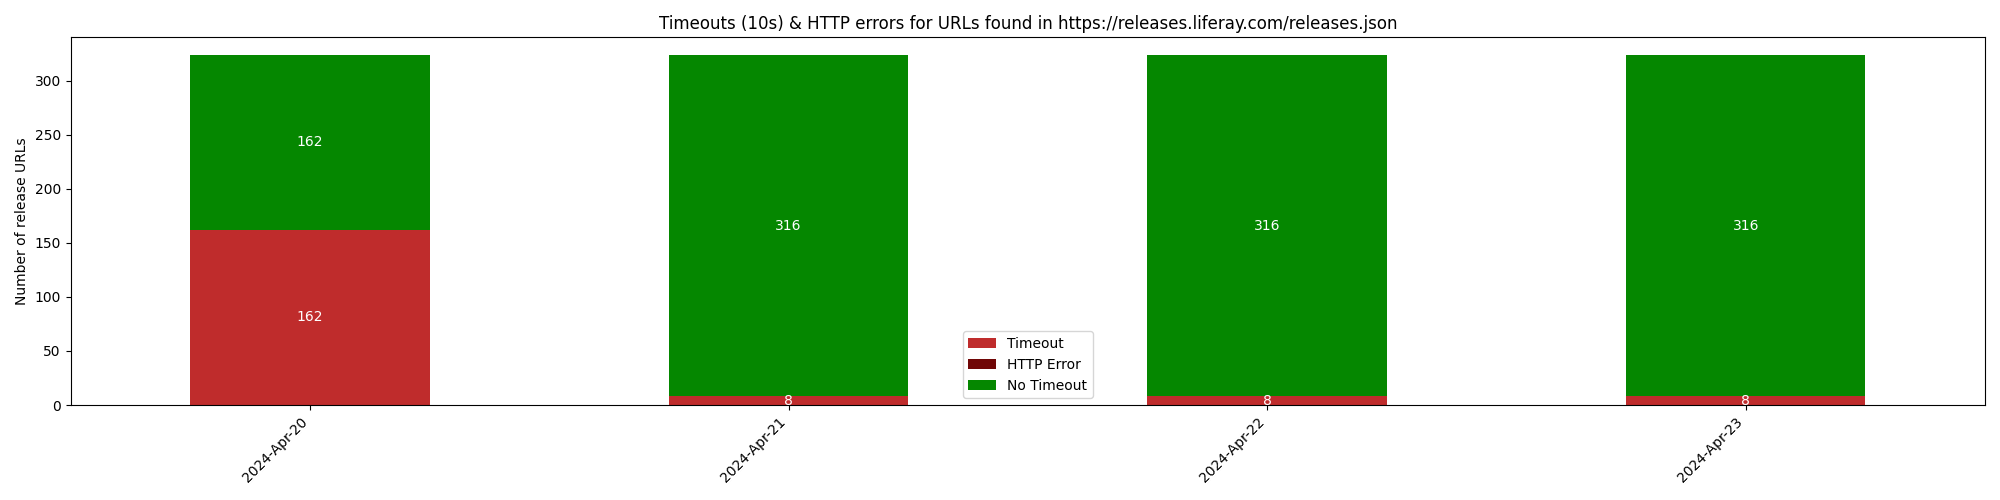 Timeouts (10s) & HTTP errors for URLs found in https://releases.liferay.com/releases.json
Number of release URLs
300
250
200
150
100
50
0
162
162
316
8
316
8
316
8
Timeout
HTTP Error
No Timeout
2024-Apr-20
2024-Apr-21
2024-Apr-22
2024-Apr-23